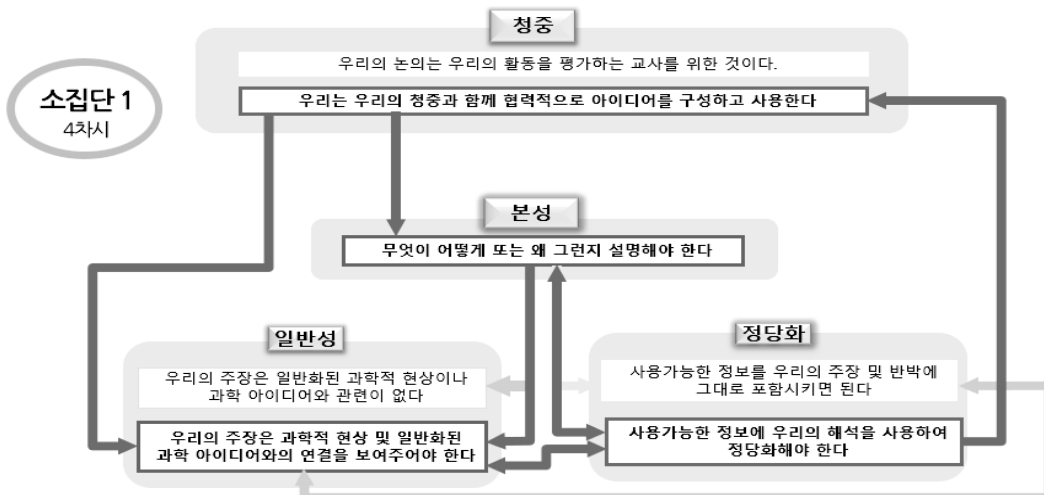 청중
우리의 논의는 우리의 활동을 평가하는 교사를 위한 것이다.
소집단 1
4차시
우리는 우리의 청중과 함께 협력적으로 아이디어를 구성하고 사용한다
본성
무엇이 어떻게 또는 왜 그런지 설명해야 한다
일반성
우리의 주장은 일반화된 과학적 현상이나
과학 아이디어와 관련이 없다
우리의 주장은 과학적 현상 및 일반화된
과학 아이디어와의 연결을 보여주어야 한다
정당화
사용가능한 정보를 우리의 주장 및 반박에
그대로 포함시키면 된다
사용가능한 정보에 우리의 해석을 사용하여
정당화해야 한다